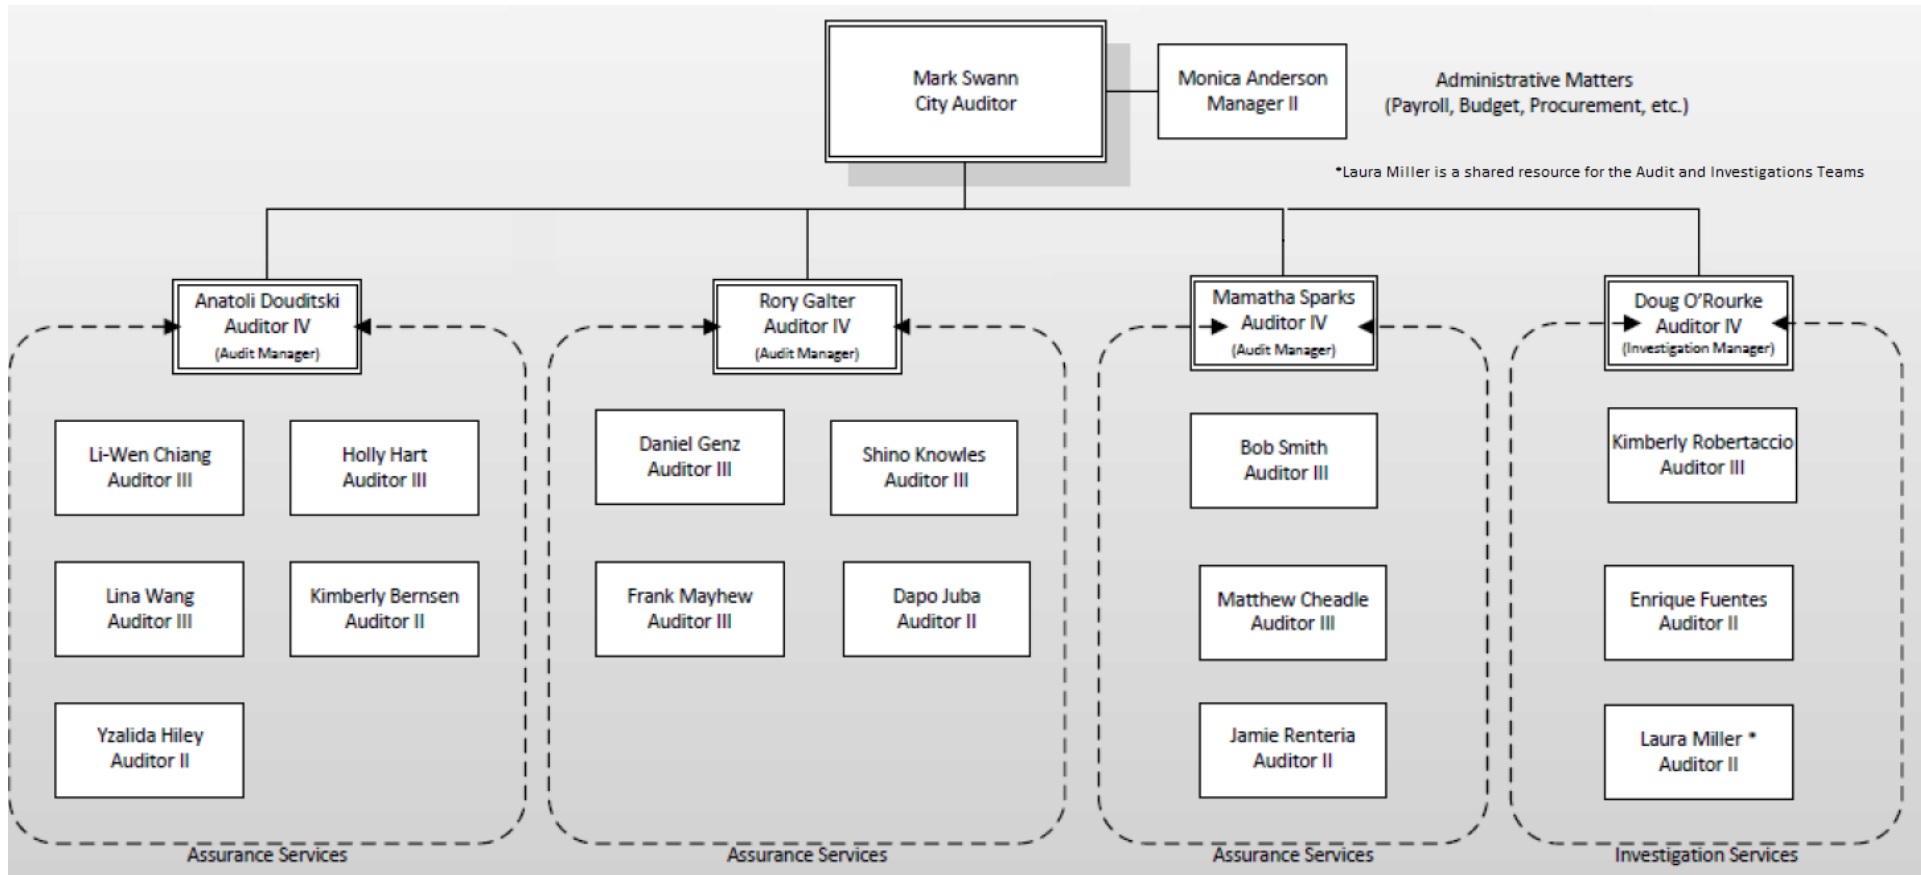 Mark Swann
City Auditor
Monica Anderson
Manager II
Administrative Matters
(Payroll, Budget, Procurement, etc.)
*Laura Miller is a shared resource for the Audit and Investigations Teams
Anatoli Douditski
Auditor IV
(Audit Manager)
Rory Galter
Auditor IV
(Audit Manager)
Mamatha Sparks
Auditor IV
(Audit Manager)
Doug O'Rourke
Auditor IV
(Investigation Manager)
Li-Wen Chiang
Auditor III
Holly Hart
Auditor III
Lina Wang
Auditor III
Kimberly Bernsen
Auditor II
Yzalida Hiley
Auditor II
Assurance Services
Daniel Genz
Auditor III
Shino Knowles
Auditor III
Frank Mayhew
Auditor III
Dapo Juba
Auditor II
Assurance Services
Bob Smith
Auditor III
Matthew Cheadle
Auditor III
Jamie Renteria
Auditor II
Assurance Services
Kimberly Robertaccio
Auditor III
Enrique Fuentes
Auditor II
Laura Miller *
Auditor II
Investigation Services